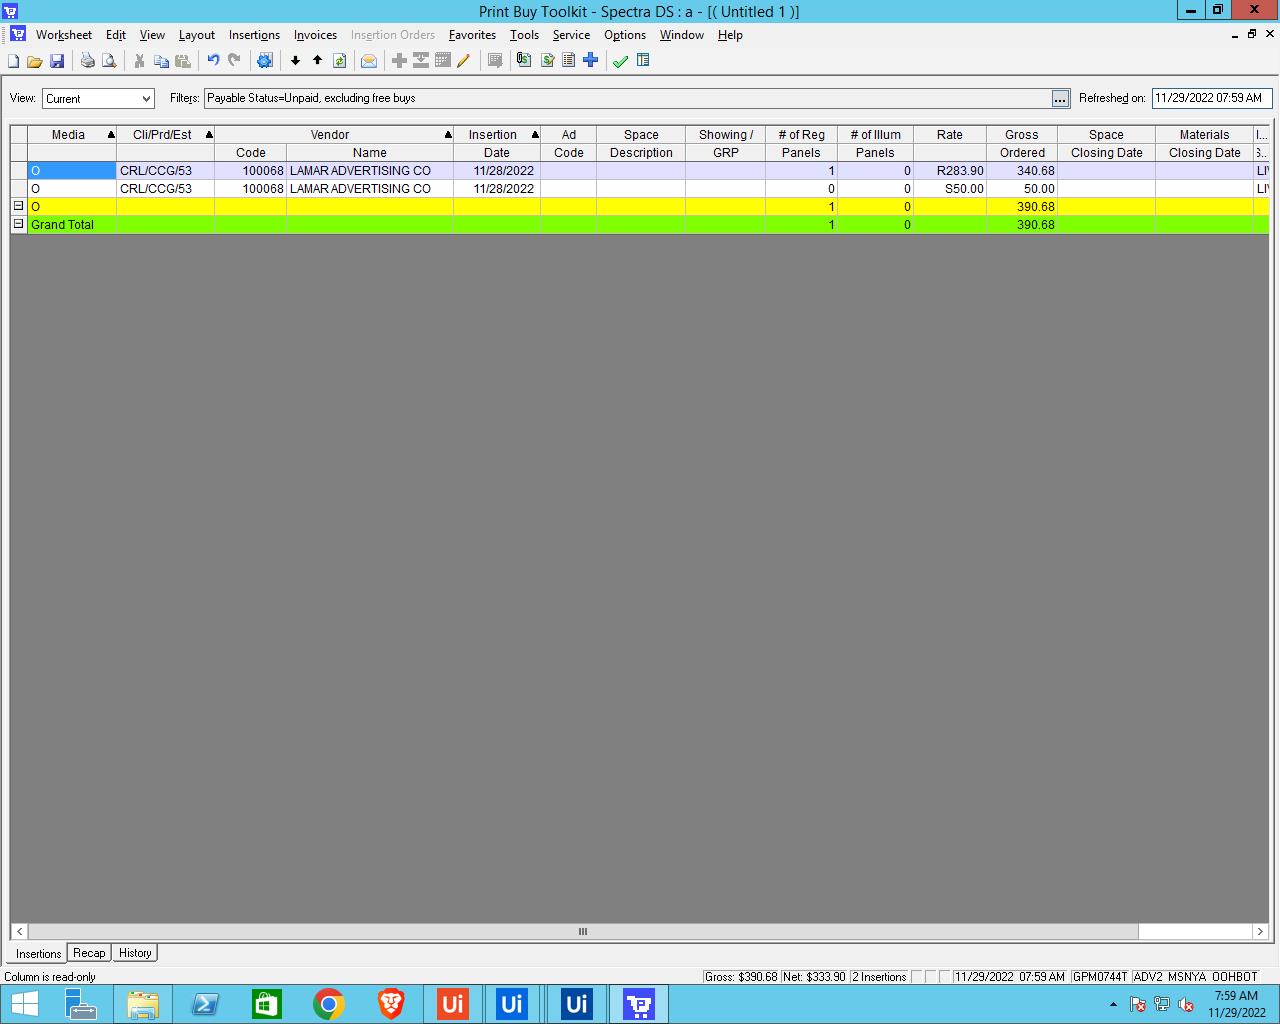 Print Buy Toolkit - Spectra DS : a - [( Untitled 1 )]
Worksheet Edit View Layout Insertions Invoices Insertion Orders Favorites Tools Service Options Window Help
View: Current Filters: Payable Status=Unpaid, excluding free buys ... Refreshed on: 11/29/2022 07:59 AM
Media Cli/Prd/Est Vendor Insertion Ad Space Showing / # of Reg # of Illum Rate Gross Space Materials I...
Code Name Date Code Description GRP Panels Panels Ordered Closing Date Closing Date
O CRL/CCG/53 100068 LAMAR ADVERTISING CO 11/28/2022 1 0 R283.90 340.68
O CRL/CCG/53 100068 LAMAR ADVERTISING CO 11/28/2022 0 0 S50.00 50.00
O 1 0 390.68
Grand Total 1 0 390.68
Insertions Recap History
Column is read-only Gross: $390.68 Net: $333.90 2 Insertions 11/29/2022 07:59 AM GPM0744T ADV2 MSNYA OOHBOT
Ui Ui Ui 7:59 AM
11/29/2022